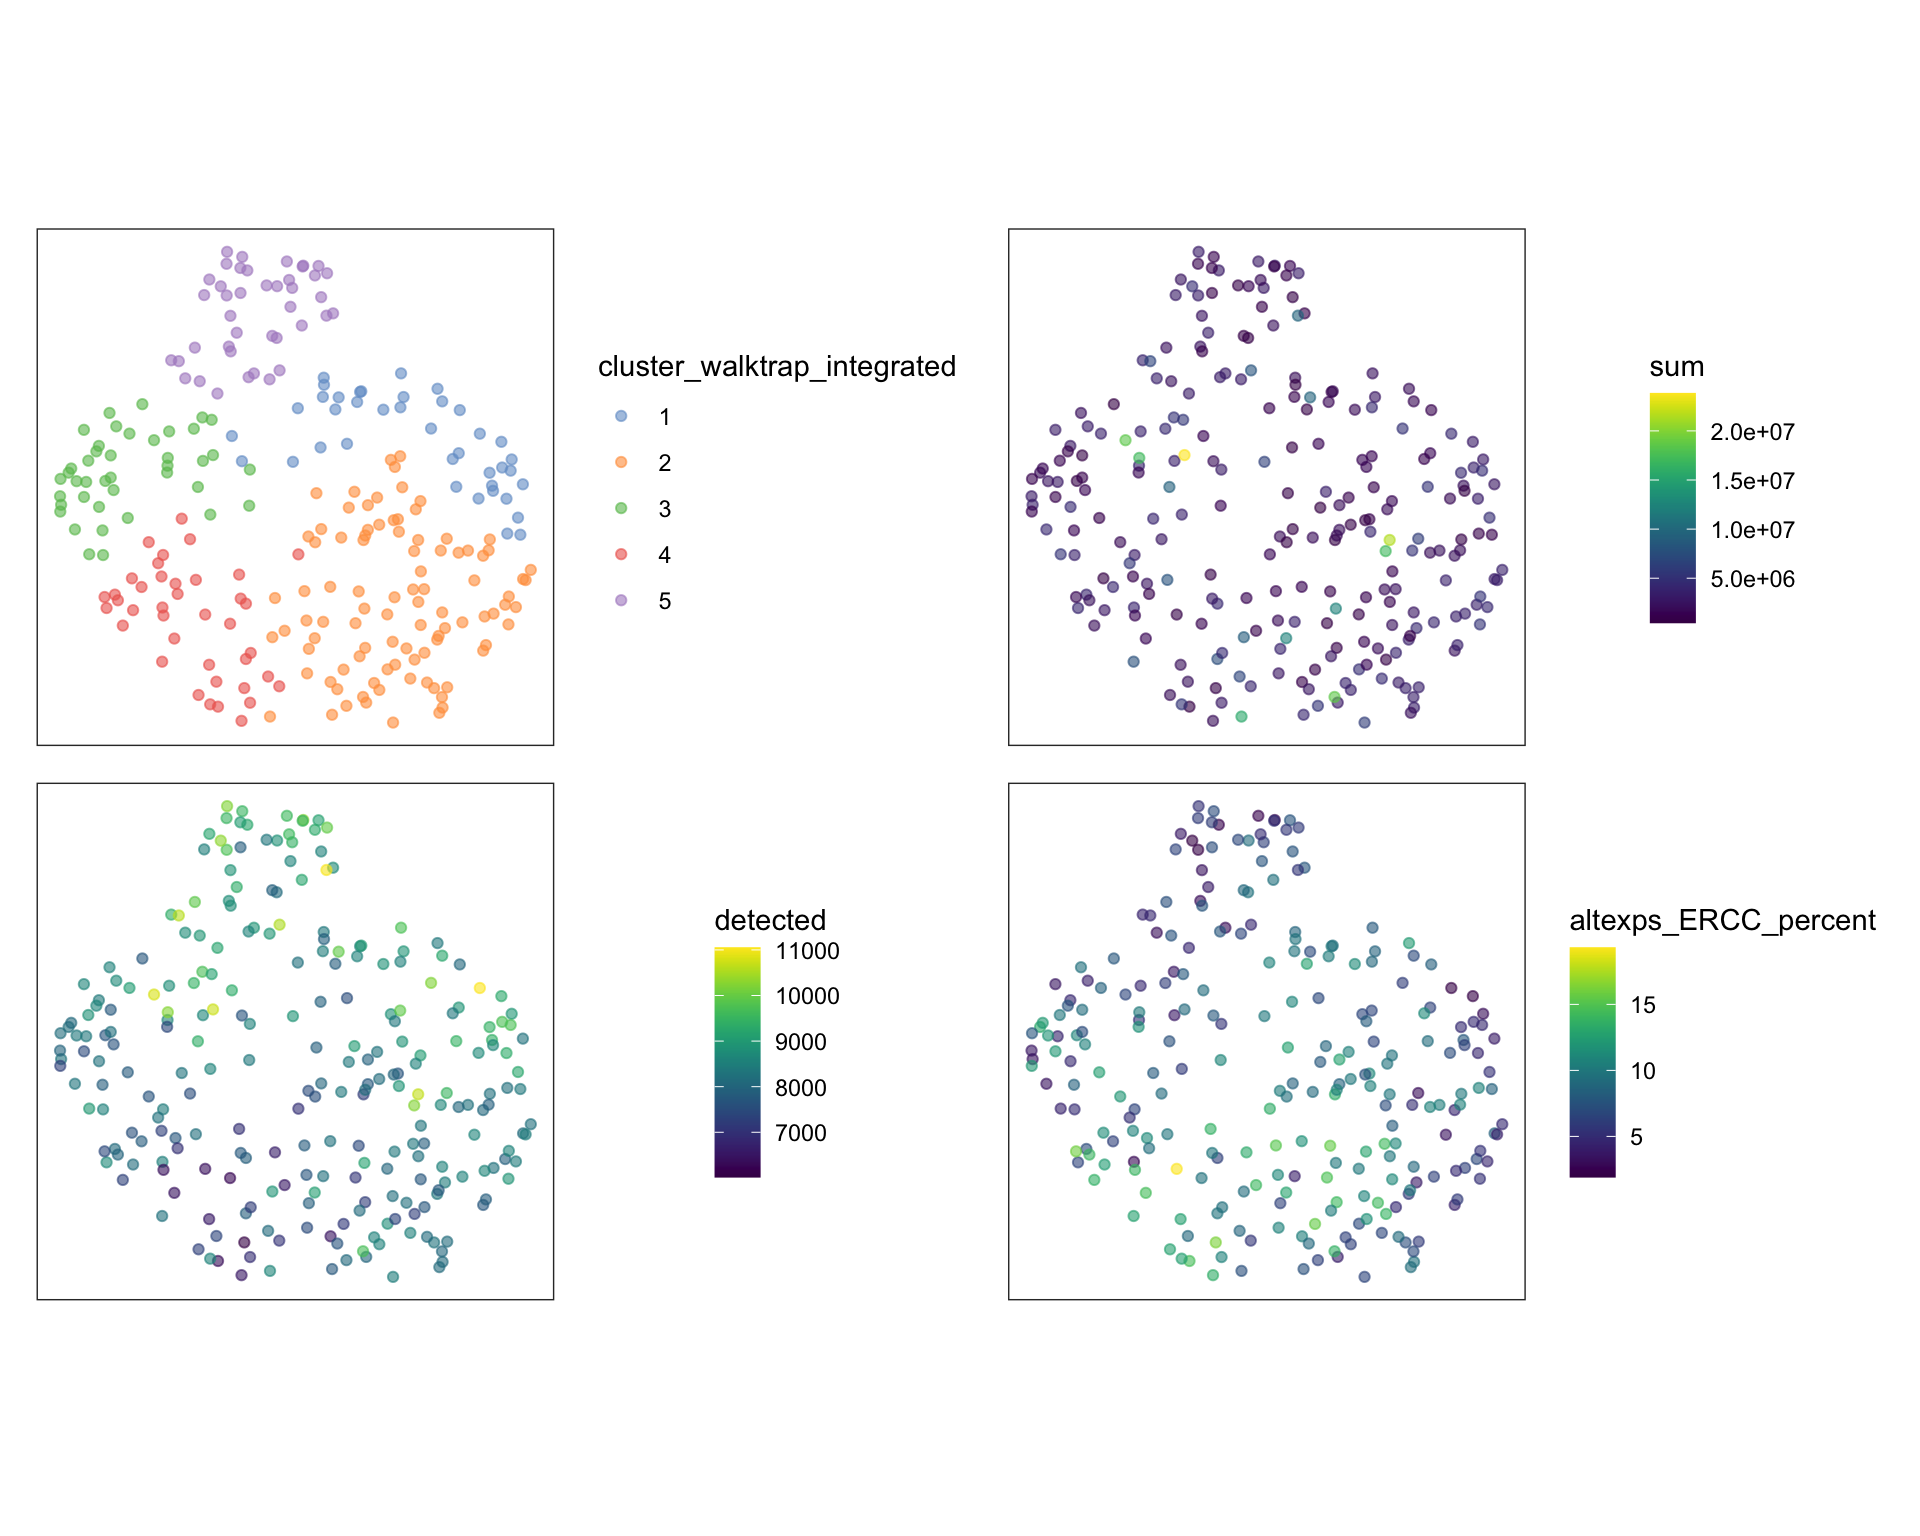 cluster_walktrap_integrated
1
2
3
4
5
sum
2.0e+07
1.5e+07
1.0e+07
5.0e+06
detected
11000
10000
9000
8000
7000
altexps_ERCC_percent
15
10
5